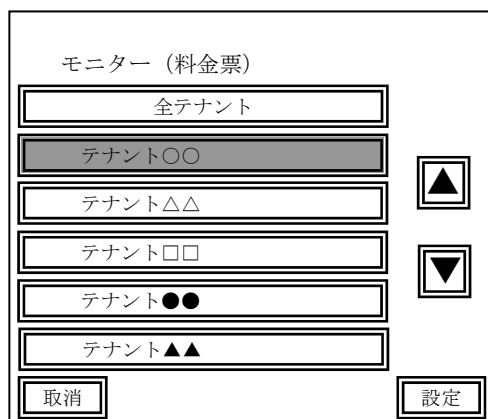 モニター（料金票）
全テナント
テナント○○
テナント△△
▲
テナント□□
▼
テナント●●
テナント▲▲
取消
設定